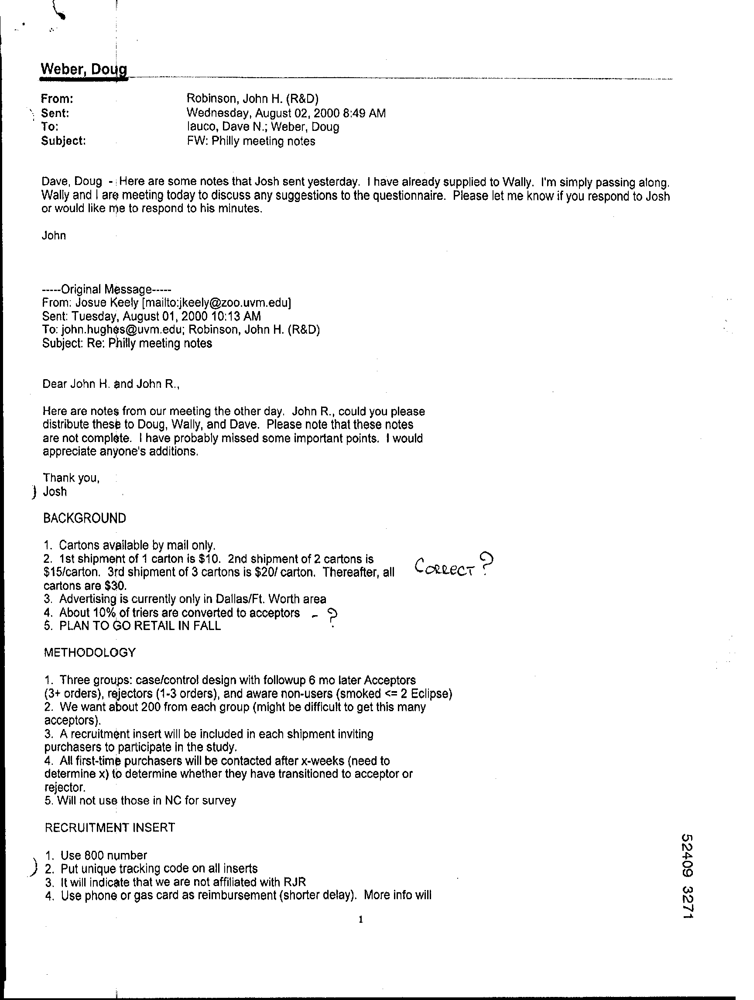 Weber, Doug
From: Robinson, John H. (R&D)
Sent: Wednesday, August 02, 2000 8:49 AM
To: Iauco, Dave N.; Weber, Doug
Subject: FW: Philly meeting notes
Dave, Doug - Here are some notes that Josh sent yesterday. I have already supplied to Wally. I'm simply passing along.
Wally and I are meeting today to discuss any suggestions to the questionnaire. Please let me know if you respond to Josh
or would like me to respond to his minutes.
John
-----Original Message-----
From: Josue Keely [mailto:jkeely@zoo.uvm.edu]
Sent: Tuesday, August 01, 2000 10:13 AM
To: john.hughes@uvm.edu; Robinson, John H. (R&D)
Subject: Re: Philly meeting notes
Dear John H. and John R.,
Here are notes from our meeting the other day. John R., could you please
distribute these to Doug, Wally, and Dave. Please note that these notes
are not complete. I have probably missed some important points. I would
appreciate anyone's additions.
Thank you,
Josh
BACKGROUND
1. Cartons available by mail only.
2. 1st shipment of 1 carton is $10. 2nd shipment of 2 cartons is
$15/carton. 3rd shipment of 3 cartons is $20/ carton. Thereafter, all Correct?
cartons are $30.
3. Advertising is currently only in Dallas/Ft. Worth area
4. About 10% of triers are converted to acceptors - ?
5. PLAN TO GO RETAIL IN FALL
METHODOLOGY
1. Three groups: case/control design with followup 6 mo later Acceptors
(3+ orders), rejectors (1-3 orders), and aware non-users (smoked <= 2 Eclipse)
2. We want about 200 from each group (might be difficult to get this many
acceptors).
3. A recruitment insert will be included in each shipment inviting
purchasers to participate in the study.
4. All first-time purchasers will be contacted after x-weeks (need to
determine x) to determine whether they have transitioned to acceptor or
rejector.
5. Will not use those in NC for survey
RECRUITMENT INSERT
1. Use 800 number
2. Put unique tracking code on all inserts
3. It will indicate that we are not affiliated with RJR
4. Use phone or gas card as reimbursement (shorter delay). More info will
1
52409 3271